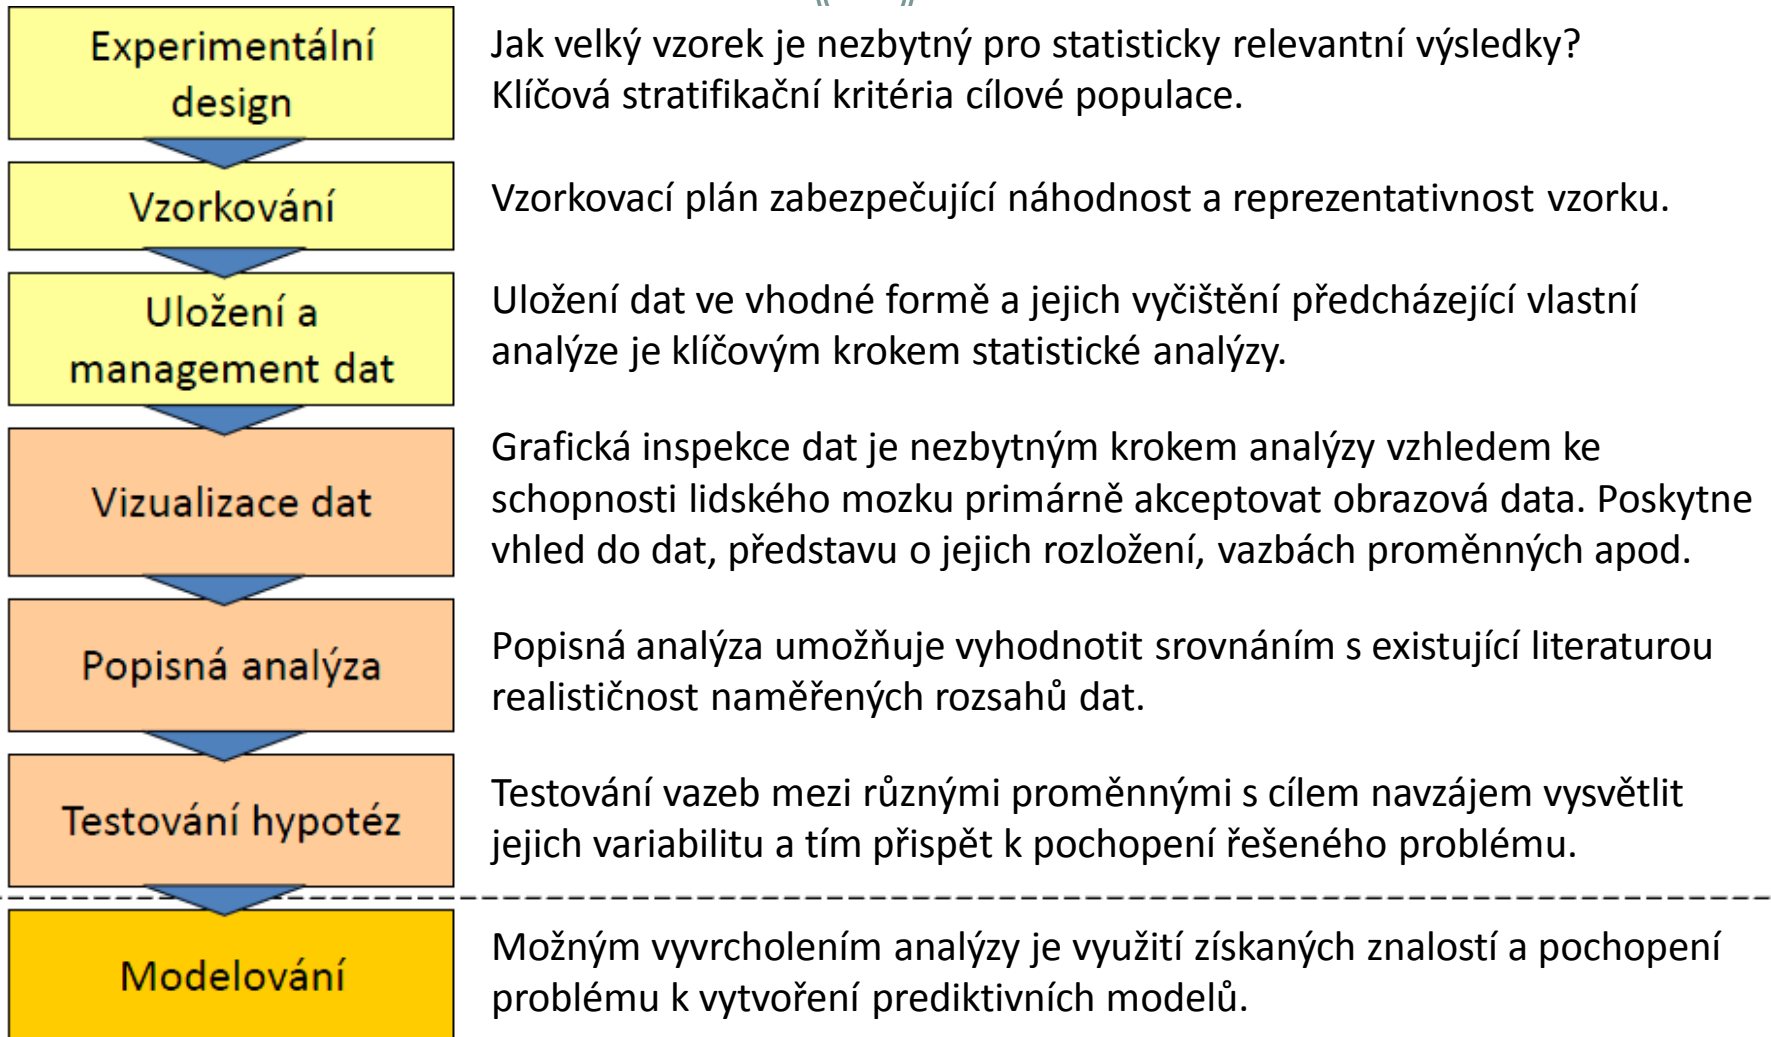 Experimentální
design
Jak velký vzorek je nezbytný pro statisticky relevantní výsledky?
Klíčová stratifikační kritéria cílové populace.
Vzorkování
Vzorkovací plán zabezpečující náhodnost a reprezentativnost vzorku.
Uložení a
management dat
Uložení dat ve vhodné formě a jejich vyčištění předcházející vlastní
analýze je klíčovým krokem statistické analýzy.
Vizualizace dat
Grafická inspekce dat je nezbytným krokem analýzy vzhledem ke
schopnosti lidského mozku primárně akceptovat obrazová data. Poskytne
vhled do dat, představu o jejich rozložení, vazbách proměnných apod.
Popisná analýza
Popisná analýza umožňuje vyhodnotit srovnáním s existující literaturou
realističnost naměřených rozsahů dat.
Testování hypotéz
Testování vazeb mezi různými proměnnými s cílem navzájem vysvětlit
jejich variabilitu a tím přispět k pochopení řešeného problému.
Modelování
Možným vyvrcholením analýzy je využití získaných znalostí a pochopení
problému k vytvoření prediktivních modelů.